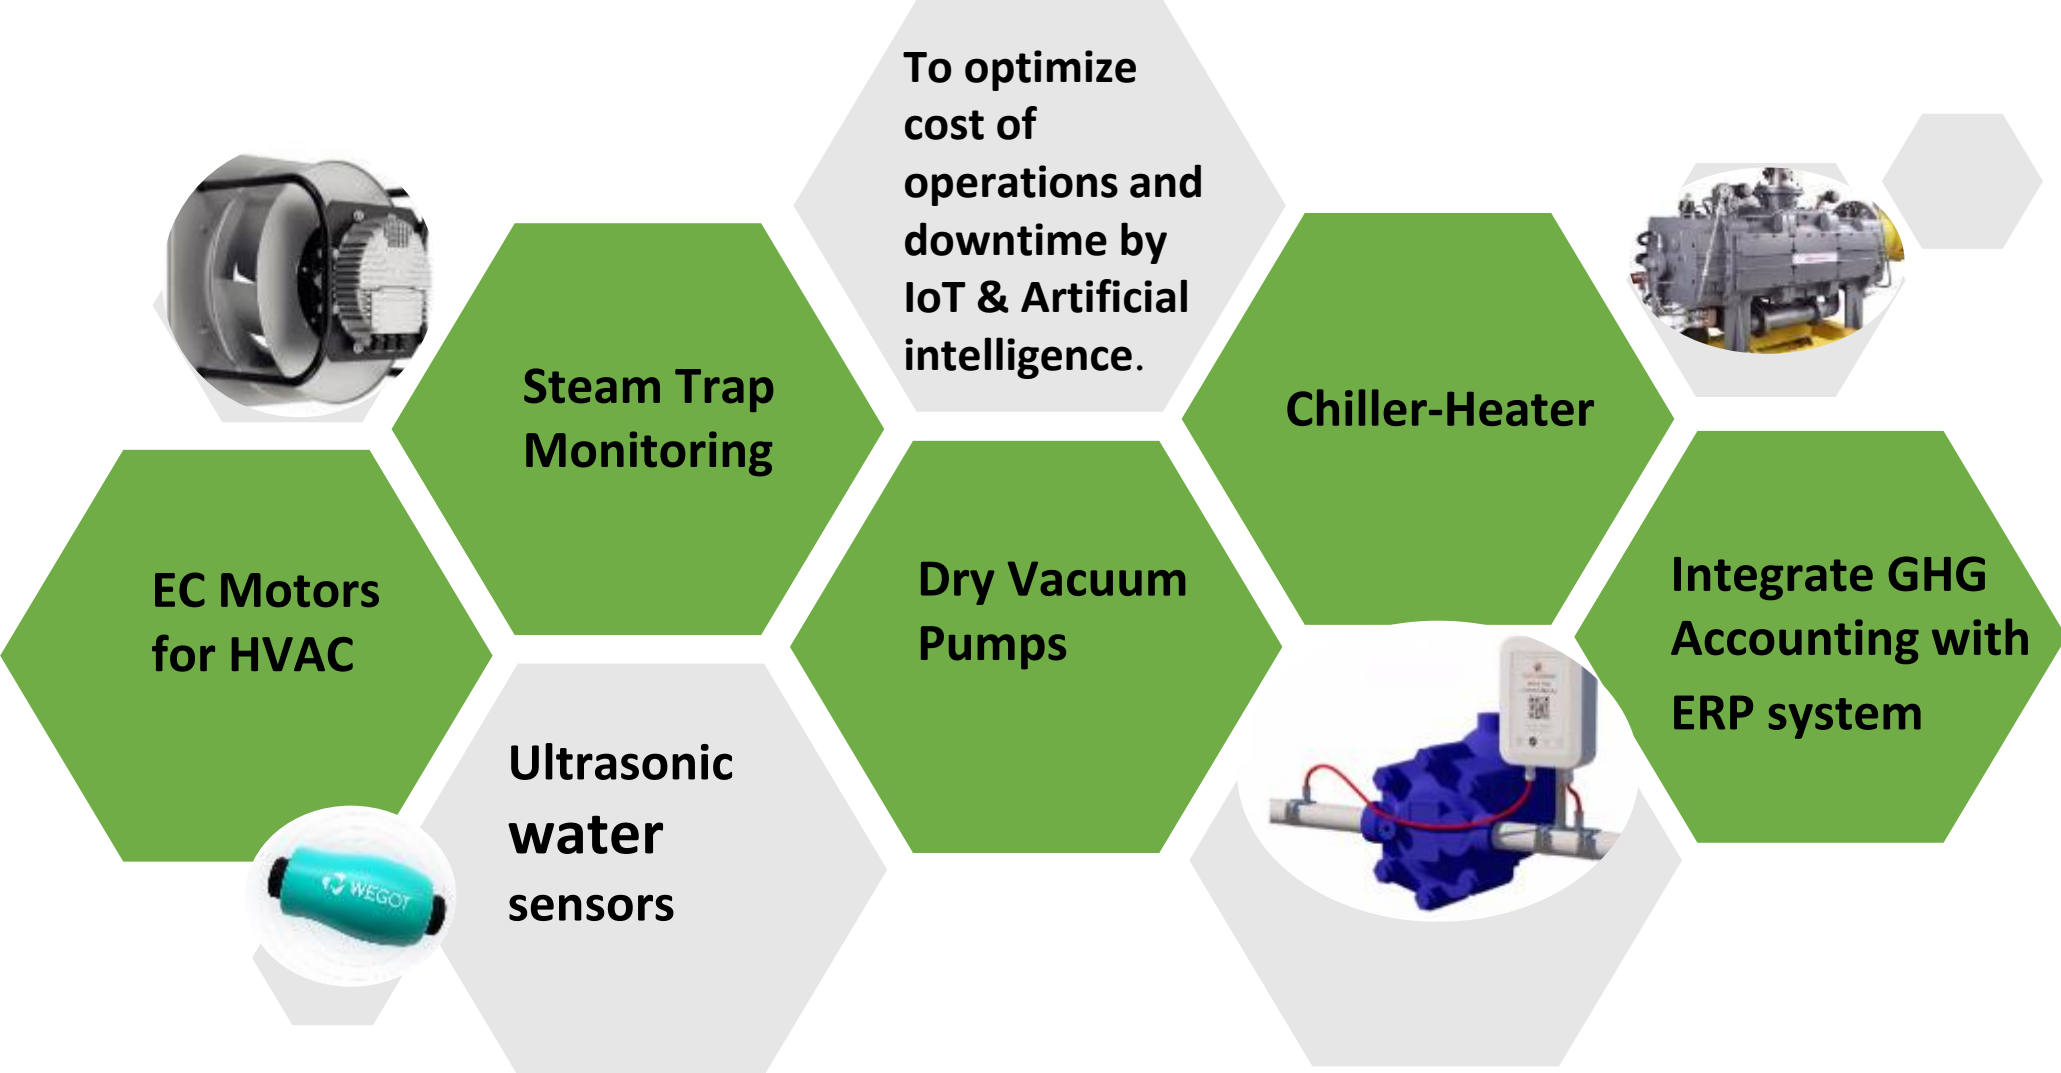 To optimize
cost of
operations and
downtime by
IoT & Artificial
intelligence.
Steam Trap
Monitoring
Chiller-Heater
EC Motors
for HVAC
Dry Vacuum
Pumps
Integrate GHG
Accounting with
ERP system
Ultrasonic
water
sensors
WEGOT